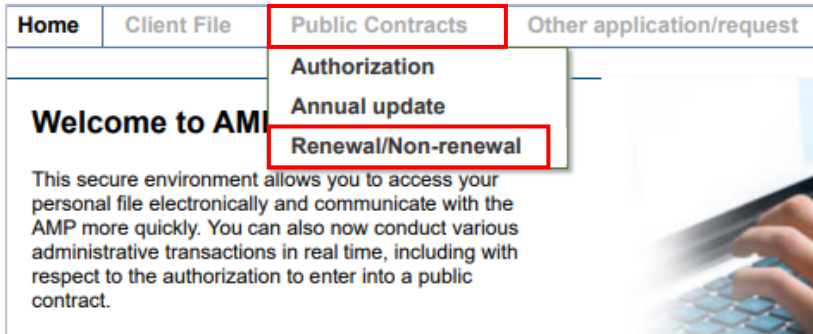 Home Client File Public Contracts Other application/request
Authorization
Annual update
Renewal/Non-renewal
Welcome to AM
This secure environment allows you to access your
personal file electronically and communicate with the
AMP more quickly. You can also now conduct various
administrative transactions in real time, including with
respect to the authorization to enter into a public
contract.